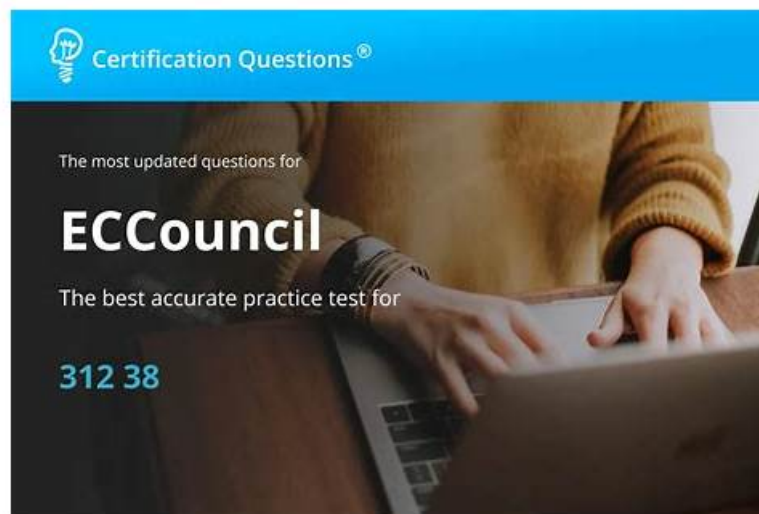 Certification Questions®
The most updated questions for
ECCouncil
The best accurate practice test for
312 38